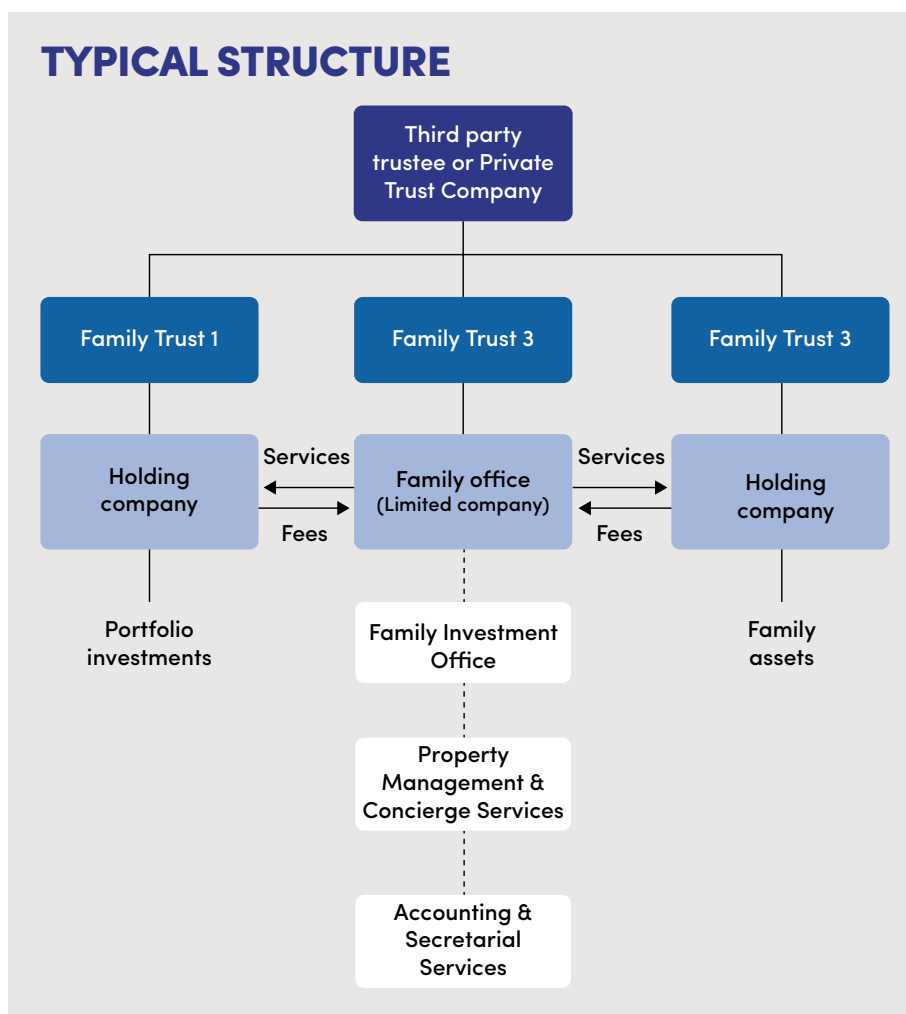 TYPICAL STRUCTURE
Third party
trustee or Private
Trust Company
Family Trust 1
Family Trust 3
Family Trust 3
Holding
company
Services
Fees
Family office
(Limited company)
Services
Fees
Holding
company
Portfolio
investments
Family Investment
Office
Family
assets
Property
Management &
Concierge Services
Accounting &
Secretarial
Services